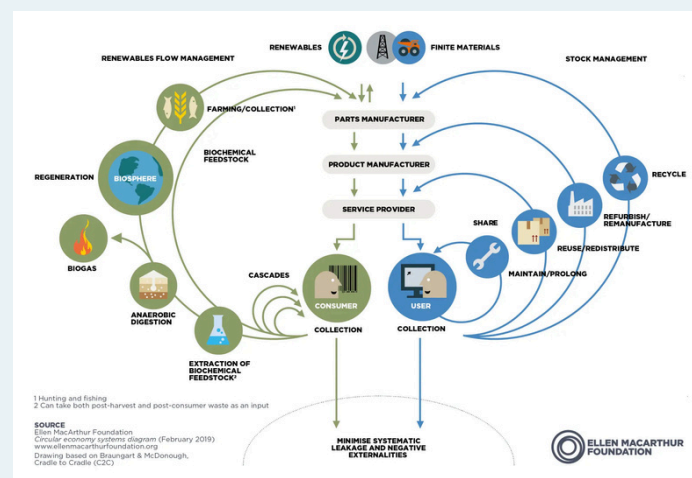 RENEWABLES
FINITE MATERIALS
RENEWABLES FLOW MANAGEMENT
STOCK MANAGEMENT
FARMING/COLLECTION¹
PARTS MANUFACTURER
BIOCHEMICAL
FEEDSTOCK
PRODUCT MANUFACTURER
REGENERATION
BIOSPHERE
RECYCLE
SERVICE PROVIDER
SHARE
REFURBISH/
REMANUFACTURE
REUSE/REDISTRIBUTE
BIOGAS
CASCADES
MAINTAIN/PROLONG
CONSUMER
USER
ANAEROBIC
DIGESTION
COLLECTION
COLLECTION
EXTRACTION OF
BIOCHEMICAL
FEEDSTOCK²
1 Hunting and fishing
2 Can take both post-harvest and post-consumer waste as an input
SOURCE
Ellen MacArthur Foundation
Circular economy systems diagram (February 2019)
www.ellenmacarthurfoundation.org
Drawing based on Braungart & McDonough,
Cradle to Cradle (C2C)
MINIMISE SYSTEMATIC
LEAKAGE AND NEGATIVE
EXTERNALITIES
ELLEN MACARTHUR
FOUNDATION